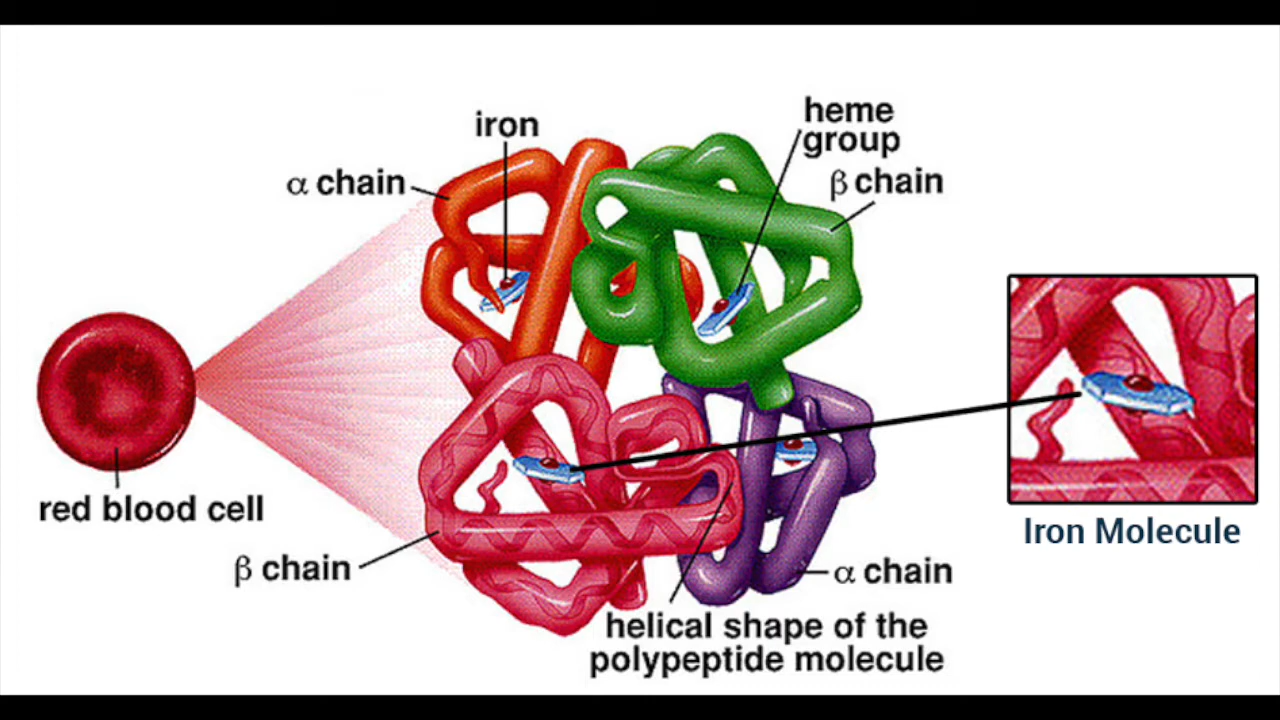 iron
heme
group
α chain
β chain
red blood cell
Iron Molecule
β chain
α chain
helical shape of the
polypeptide molecule